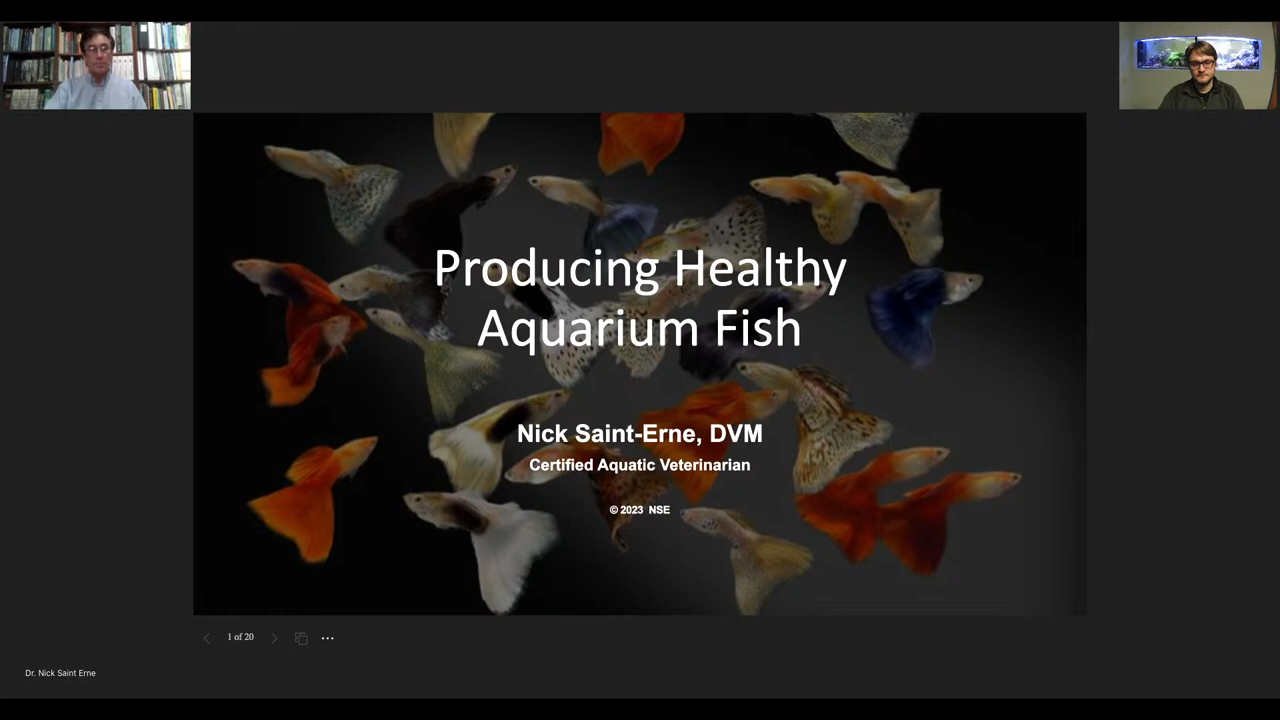 Producing Healthy
Aquarium Fish
Nick Saint-Erne, DVM
Certified Aquatic Veterinarian
© 2023 NSE
1 of 20
Dr. Nick Saint Erne